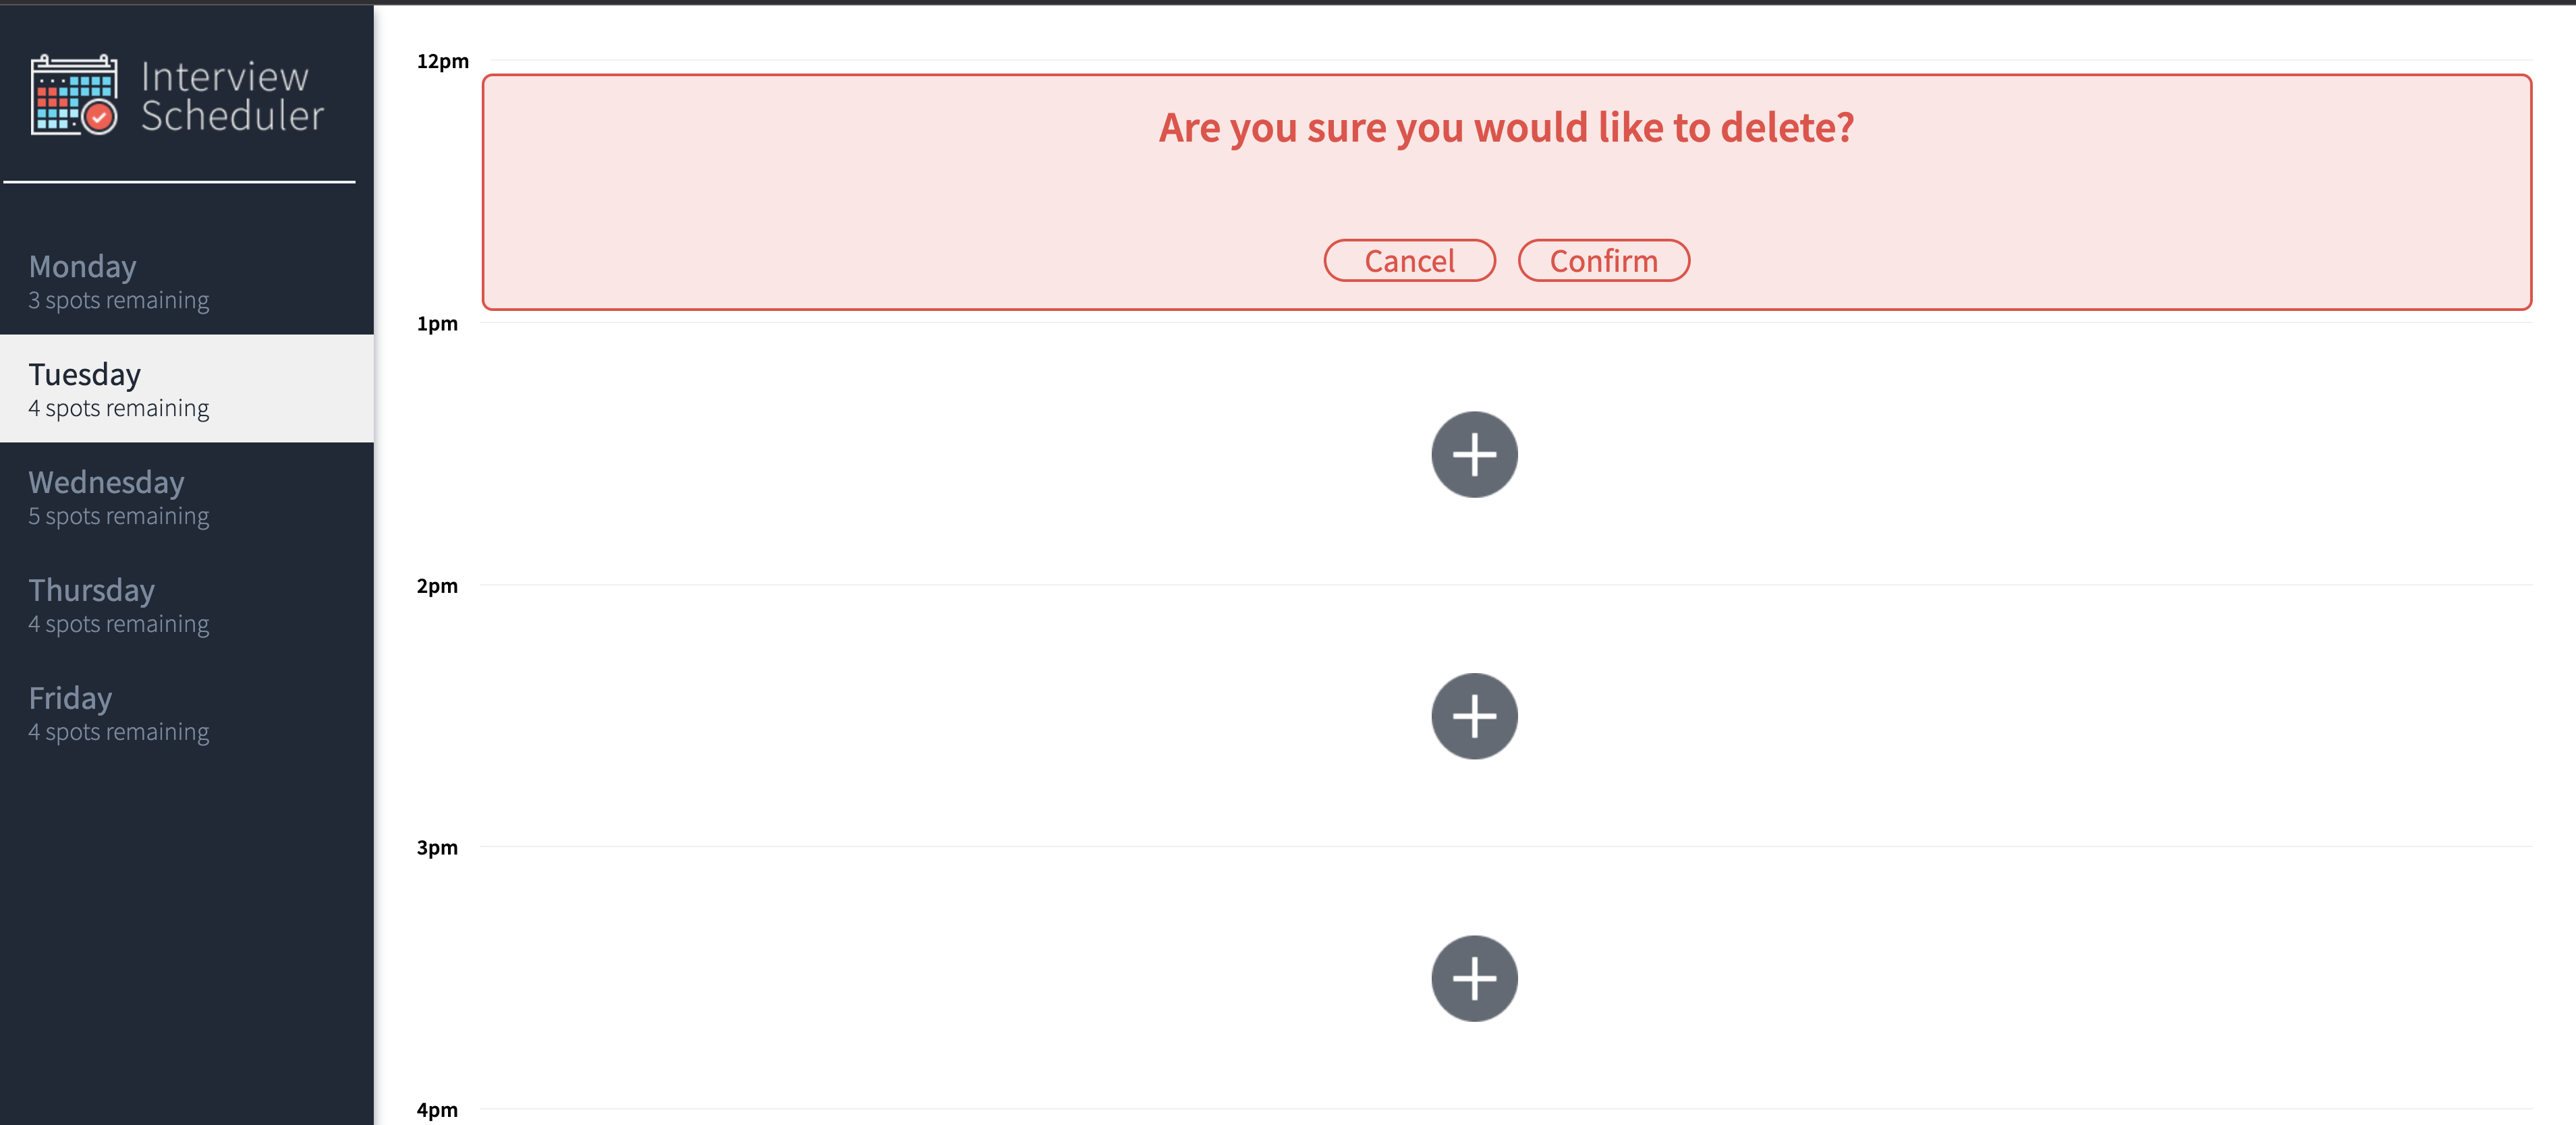 Interview
Scheduler
Monday
3 spots remaining
Tuesday
4 spots remaining
Wednesday
5 spots remaining
Thursday
4 spots remaining
Friday
4 spots remaining
12pm
Are you sure you would like to delete?
Cancel Confirm
1pm
2pm
3pm
4pm